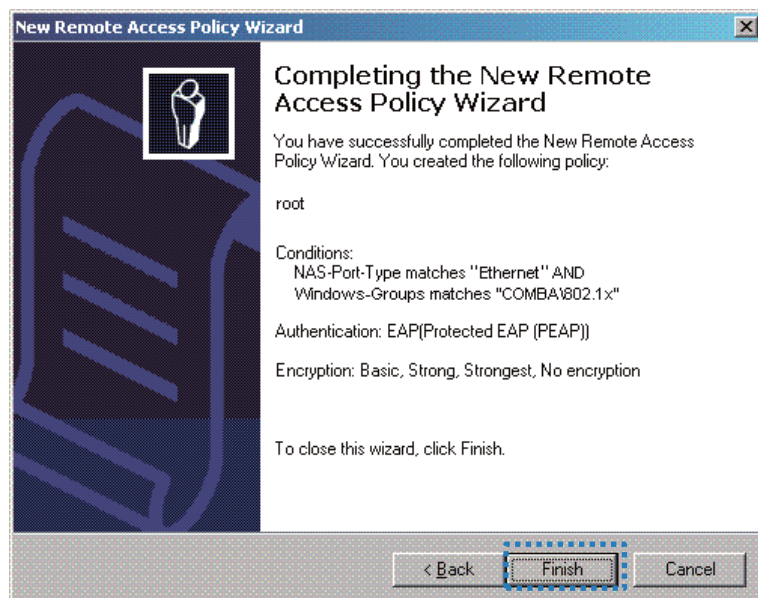 New Remote Access Policy Wizard
Completing the New Remote
Access Policy Wizard
You have successfully completed the New Remote Access
Policy Wizard. You created the following policy:
root
Conditions:
NAS-Port-Type matches "Ethernet" AND
Windows-Groups matches "COMBA\802.1x"
Authentication: EAP(Protected EAP (PEAP))
Encryption: Basic, Strong, Strongest, No encryption
To close this wizard, click Finish.
< Back Finish Cancel